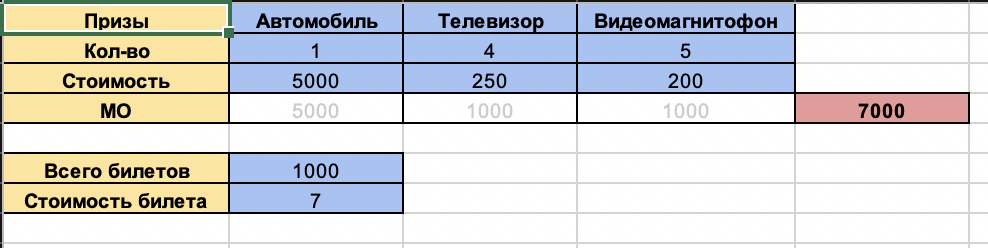 Призы Автомобиль Телевизор Видеомагнитофон
Кол-во 1 4 5
Стоимость 5000 250 200
МО 5000 1000 1000 7000
Всего билетов 1000
Стоимость билета 7